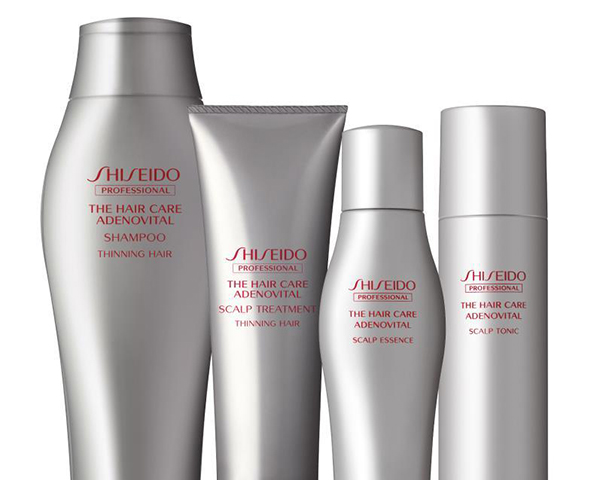 SHISEIDO
PROFESSIONAL
THE HAIR CARE
ADENOVITAL
SHAMPOO
THINNING HAIR
SHISEIDO
PROFESSIONAL
THE HAIR CARE
ADENOVITAL
SCALP TREATMENT
THINNING HAIR
SHISEIDO
PROFESSIONAL
THE HAIR CARE
ADENOVITAL
SCALP ESSENCE
SHISEIDO
PROFESSIONAL
THE HAIR CARE
ADENOVITAL
SCALP TONIC